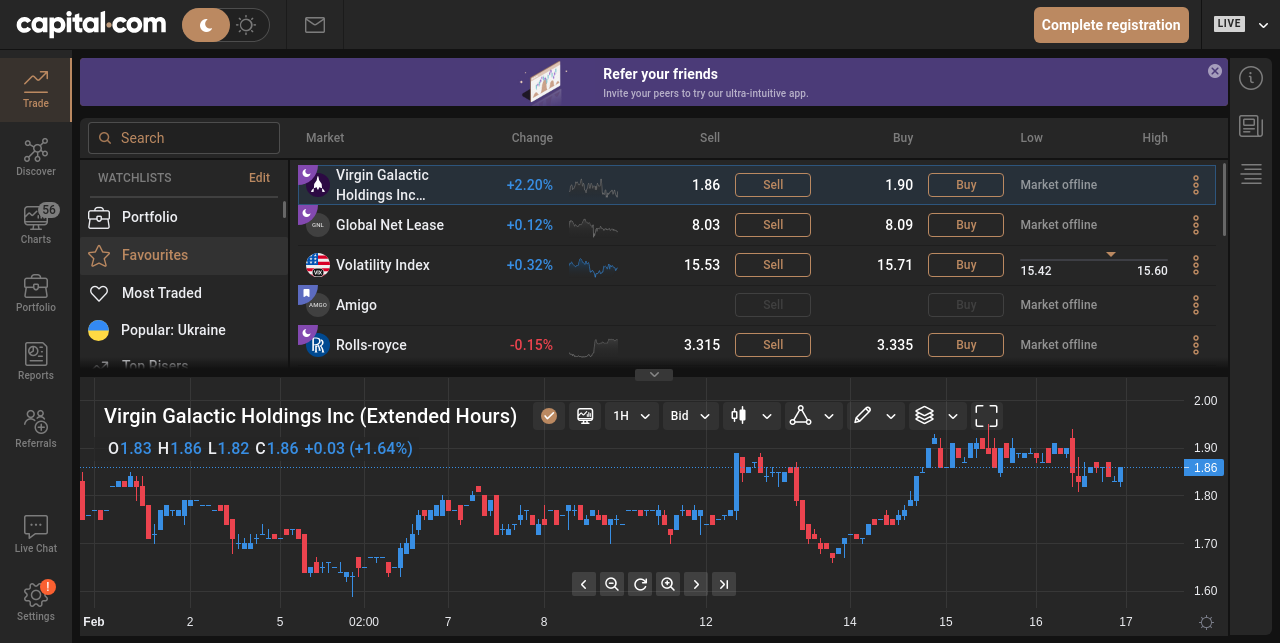 capital.com
Complete registration
LIVE
Trade
Discover
56
Charts
Portfolio
Reports
Referrals
Live Chat
!
Settings
Refer your friends
Invite your peers to try our ultra-intuitive app.
Search
WATCHLISTS Edit
Portfolio
Favourites
Most Traded
Popular: Ukraine
Top Risers
Market Change Sell Buy Low High
Virgin Galactic
Holdings Inc... +2.20% 1.86 Sell 1.90 Buy Market offline
GNL Global Net Lease +0.12% 8.03 Sell 8.09 Buy Market offline
VIX Volatility Index +0.32% 15.53 Sell 15.71 Buy 15.42 15.60
AMGO Amigo Sell Buy Market offline
Rolls-royce -0.15% 3.315 Sell 3.335 Buy Market offline
Virgin Galactic Holdings Inc (Extended Hours) 1H Bid
O1.83 H1.86 L1.82 C1.86 +0.03 (+1.64%)
2.00
1.90
1.86
1.80
1.70
1.60
Feb 2 5 02:00 7 8 12 14 15 16 17